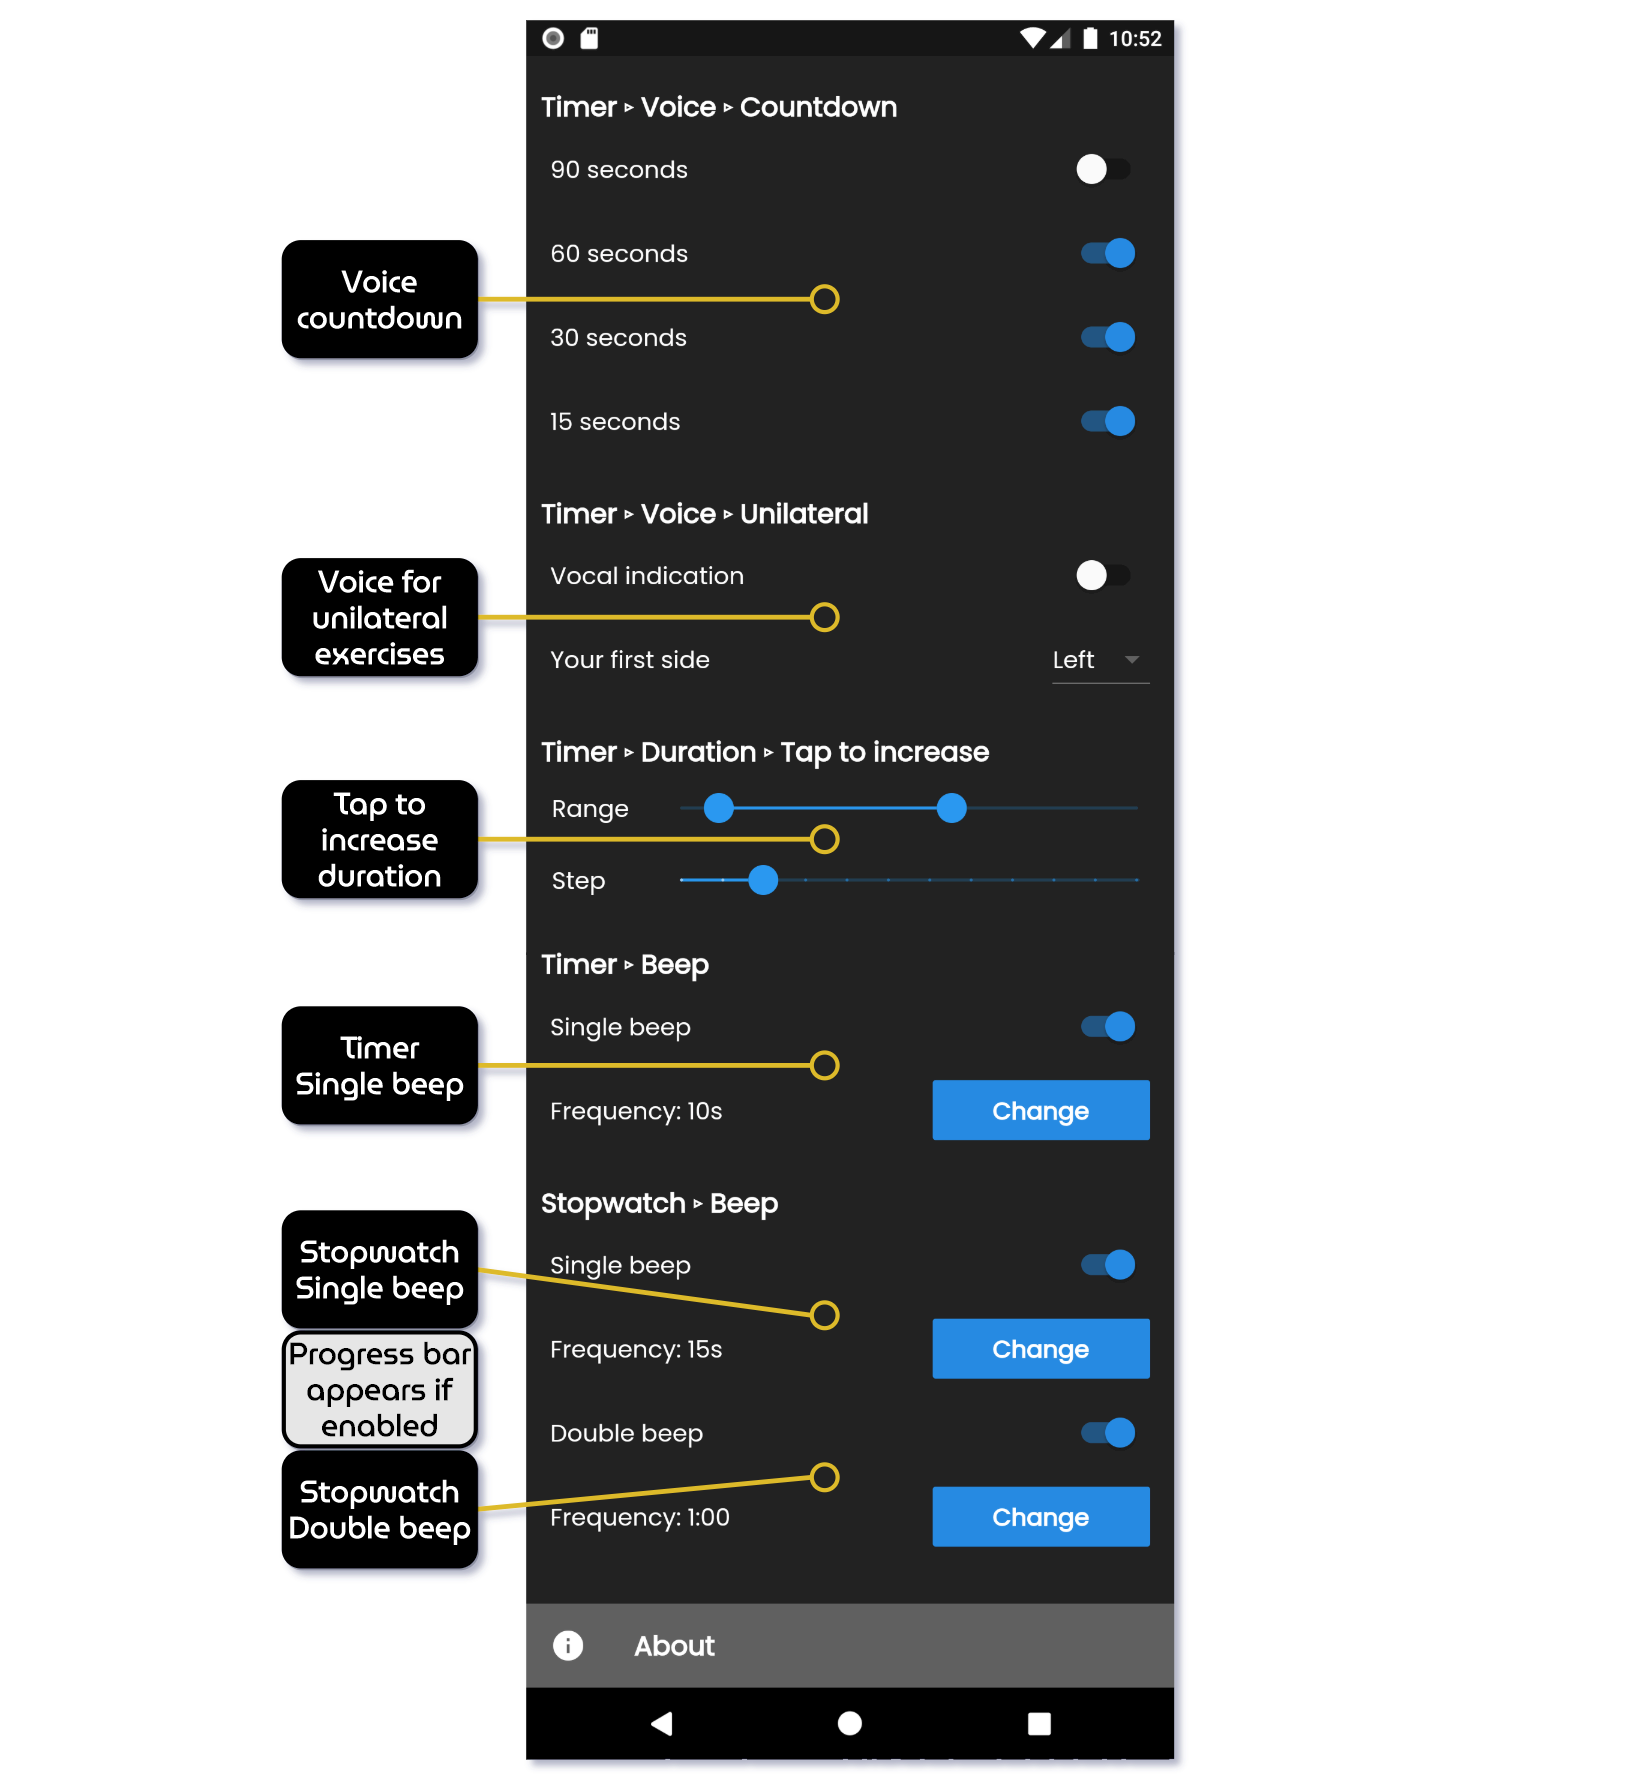 10:52
Timer ▹ Voice ▹ Countdown
90 seconds
60 seconds
Voice
countdown
30 seconds
15 seconds
Timer ▹ Voice ▹ Unilateral
Vocal indication
Voice for
unilateral
exercises
Your first side
Left
Timer ▹ Duration ▹ Tap to increase
Range
Tap to
increase
duration
Step
Timer ▹ Beep
Single beep
Timer
Single beep
Frequency: 10s
Change
Stopwatch ▹ Beep
Single beep
Stopwatch
Single beep
Frequency: 15s
Change
Progress bar
appears if
enabled
Double beep
Stopwatch
Double beep
Frequency: 1:00
Change
About